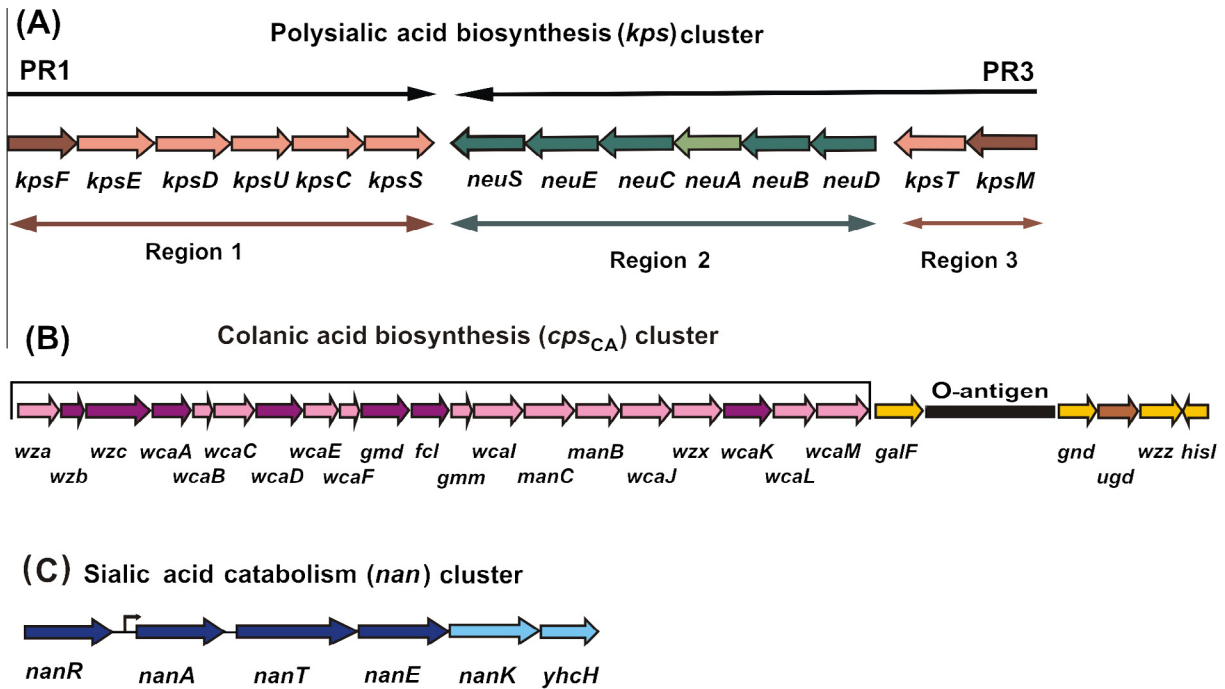 (A)
Polysialic acid biosynthesis (kps) cluster
PR1 PR3
kpsF kpsE kpsD kpsU kpsC kpsS neuS neuE neuC neuA neuB neuD kpsT kpsM
Region 1 Region 2 Region 3
(B) Colanic acid biosynthesis (cpsCA) cluster
O-antigen
wza wzc wcaA wcaC wcaE gmd fcl wcaI manB wzx wcaK wcaM galF gnd wzz hisI
wzb wcaB wcaD wcaF gmm manC wcaJ wcaL ugd
(C) Sialic acid catabolism (nan) cluster
nanR nanA nanT nanE nanK yhcH